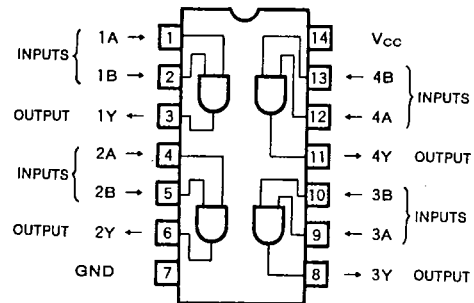 1A → 1 14 VCC
INPUTS 1B → 2 13 ← 4B INPUTS
OUTPUT 1Y ← 3 12 ← 4A
INPUTS 2A → 4 11 → 4Y OUTPUT
2B → 5 10 ← 3B INPUTS
OUTPUT 2Y ← 6 9 ← 3A
GND 7 8 → 3Y OUTPUT